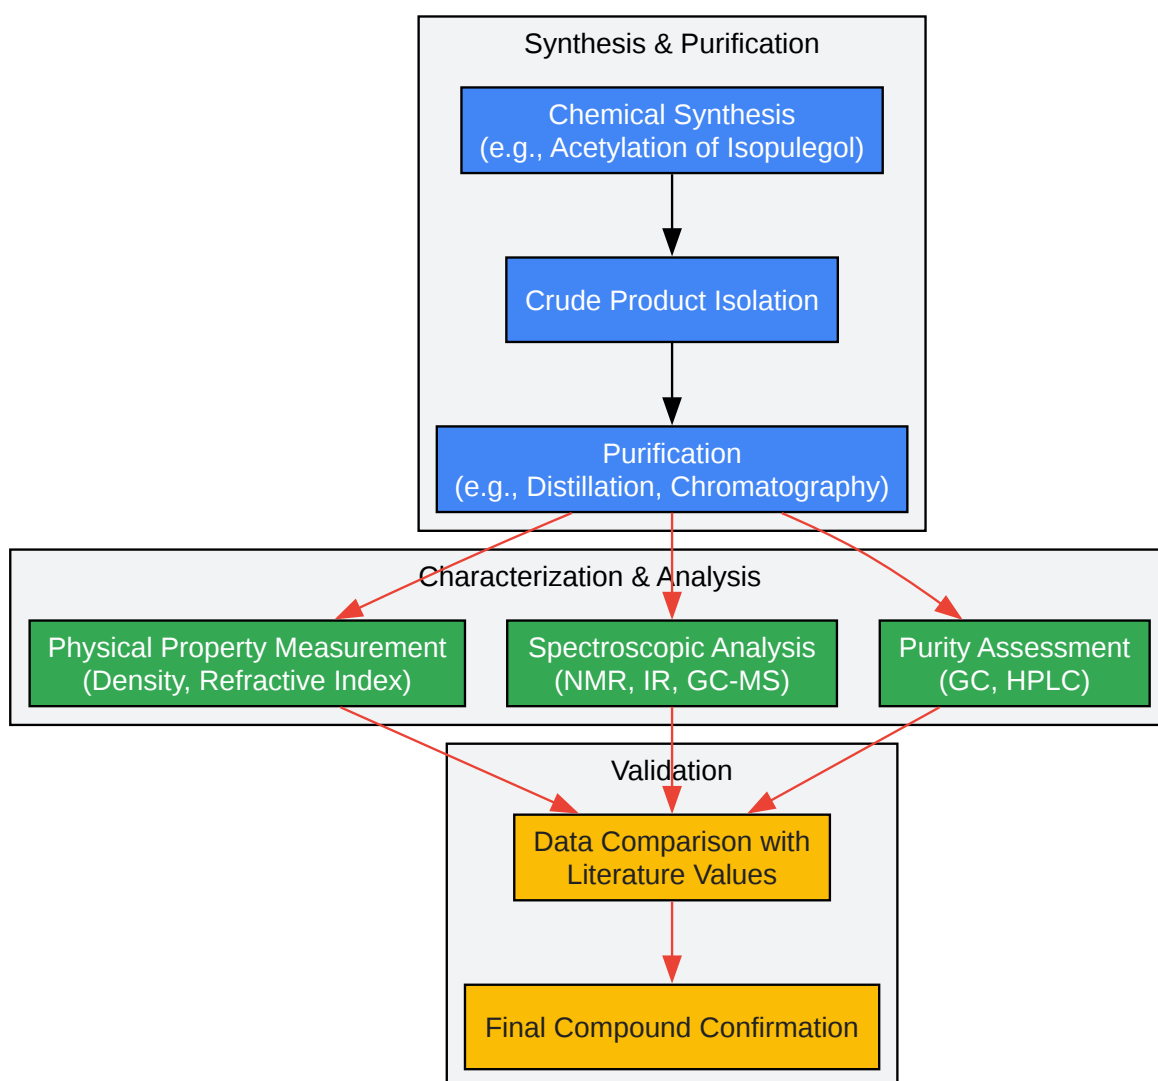 Synthesis & Purification
Chemical Synthesis
(e.g., Acetylation of Isopulegol)
Crude Product Isolation
Purification
(e.g., Distillation, Chromatography)
Characterization & Analysis
Physical Property Measurement
(Density, Refractive Index)
Spectroscopic Analysis
(NMR, IR, GC-MS)
Purity Assessment
(GC, HPLC)
Validation
Data Comparison with
Literature Values
Final Compound Confirmation